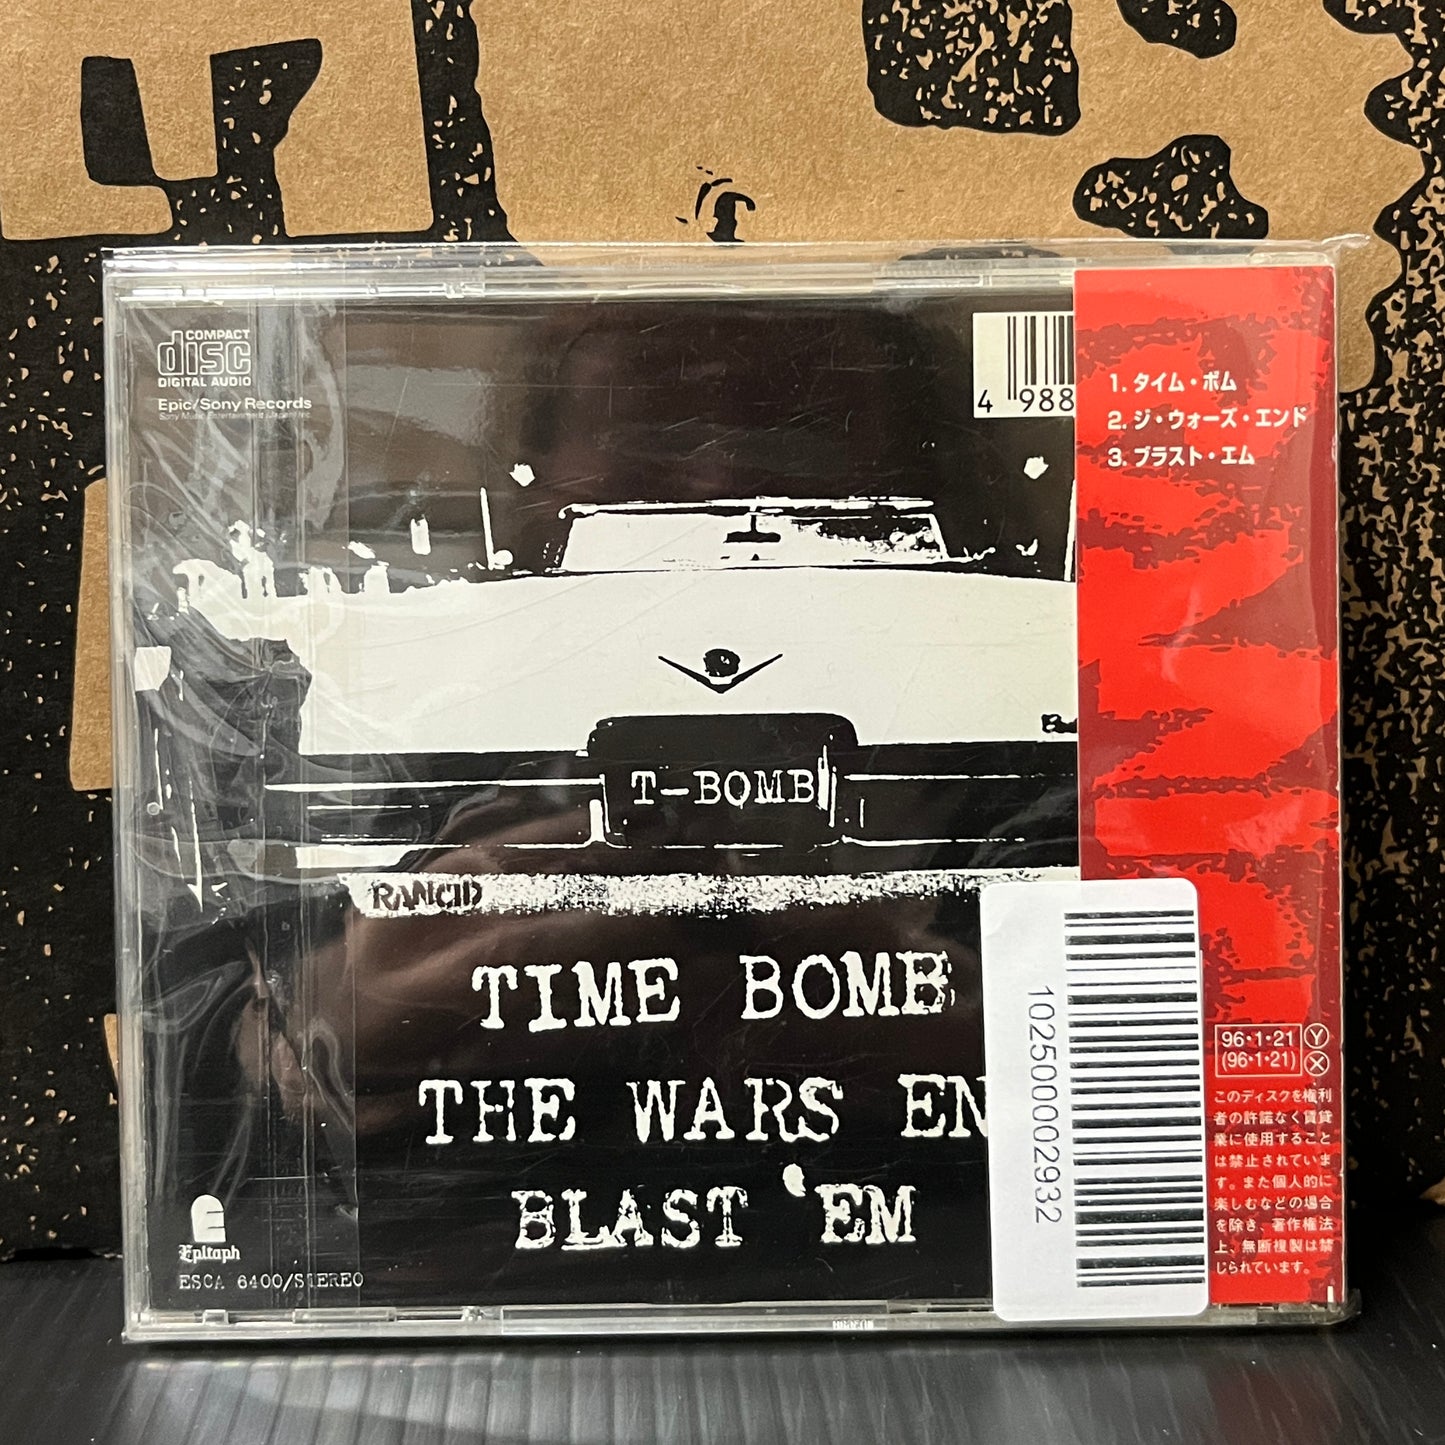 COMPACT
disc
DIGITAL AUDIO
Epic/Sony Records
Sony Music Entertainment (Japan) Inc.
4 988
1. タイム・ボム
2. ジ・ウォーズ・エンド
3. ブラスト・エム
T-BOMB
RANCID
TIME BOMB
THE WARS EN
BLAST 'EM
Epitaph
ESCA 6400/STEREO
1025000002932
96・1・21 Y
(96・1・21) X
このディスクを権利
者の許諾なく賃貸
業に使用すること
は禁止されていま
す。また個人的に
楽しむなどの場合
を除き、著作権法
上、無断複製は禁
じられています。